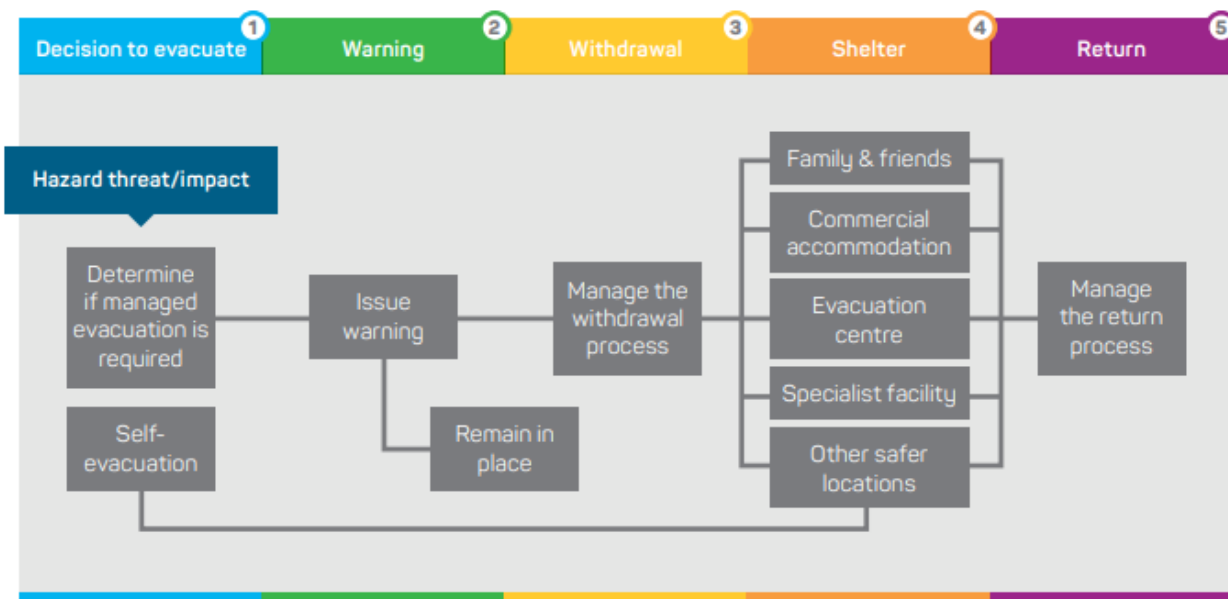 1
2
3
4
5
Decision to evacuate
Warning
Withdrawal
Shelter
Return
Hazard threat/impact
Determine
if managed
evacuation is
required
Self-
evacuation
Issue
warning
Remain in
place
Manage the
withdrawal
process
Family & friends
Commercial
accommodation
Evacuation
centre
Specialist facility
Other safer
locations
Manage
the return
process